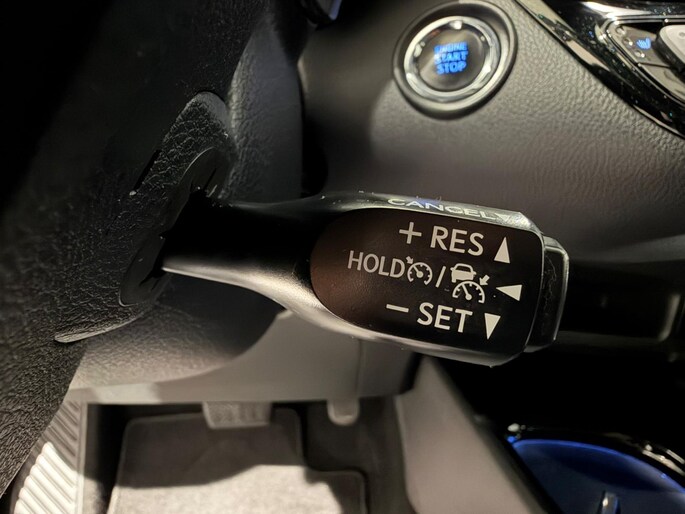 ENGINE
START
STOP
CANCEL
+ RES ▲
HOLD / ◀
− SET ▼